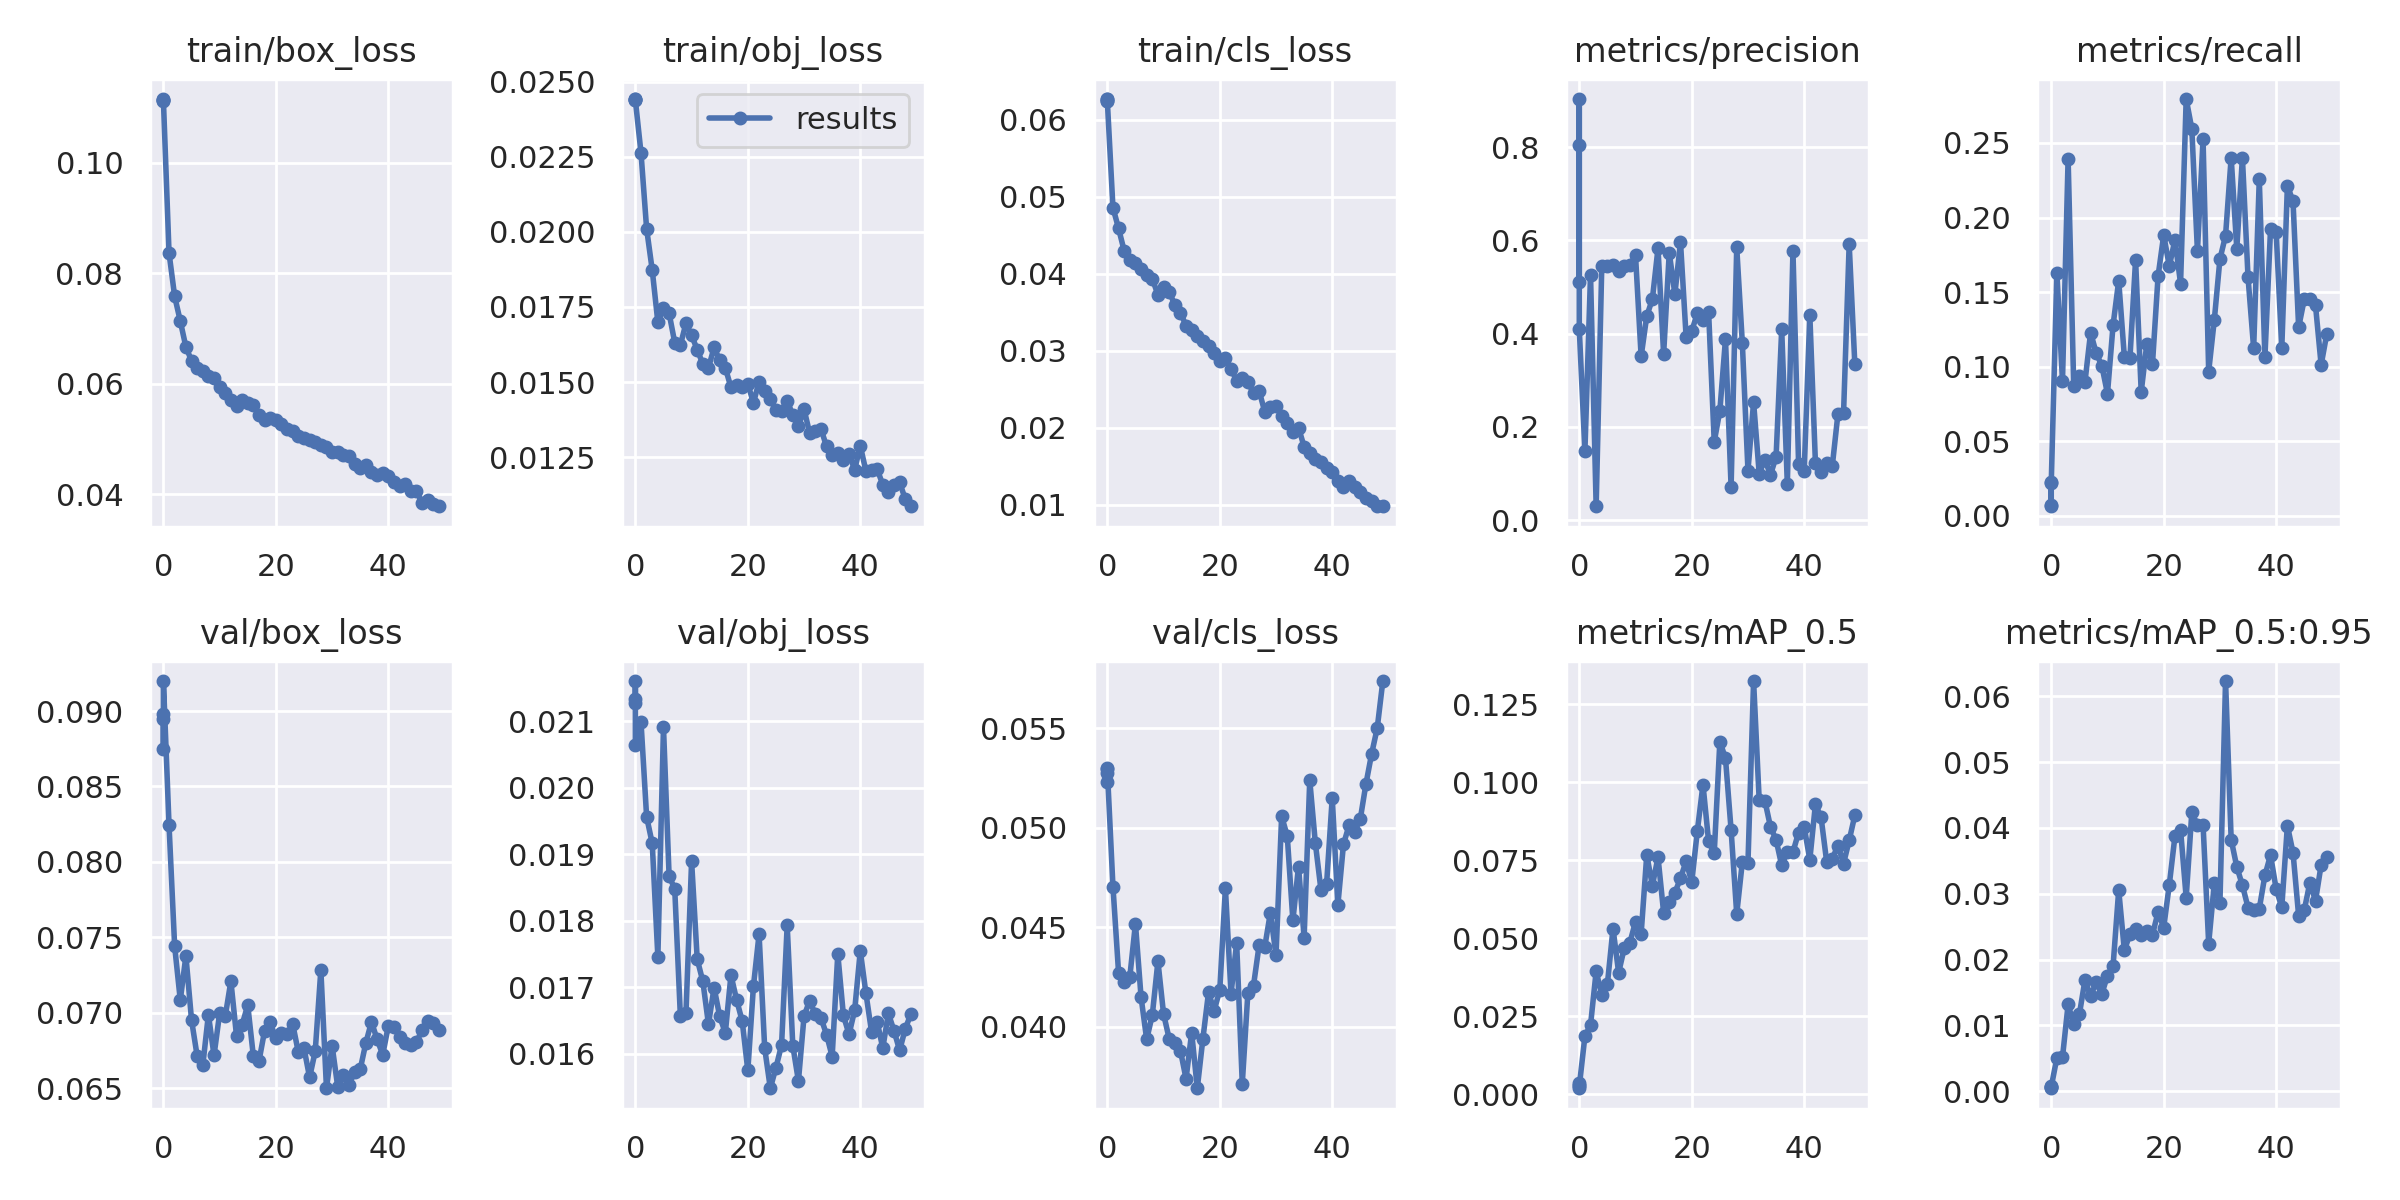 train/box_loss
0.10
0.08
0.06
0.04
0 20 40
train/obj_loss
results
0.0250
0.0225
0.0200
0.0175
0.0150
0.0125
0 20 40
train/cls_loss
0.06
0.05
0.04
0.03
0.02
0.01
0 20 40
metrics/precision
0.8
0.6
0.4
0.2
0.0
0 20 40
metrics/recall
0.25
0.20
0.15
0.10
0.05
0.00
0 20 40
val/box_loss
0.090
0.085
0.080
0.075
0.070
0.065
0 20 40
val/obj_loss
0.021
0.020
0.019
0.018
0.017
0.016
0 20 40
val/cls_loss
0.055
0.050
0.045
0.040
0 20 40
metrics/mAP_0.5
0.125
0.100
0.075
0.050
0.025
0.000
0 20 40
metrics/mAP_0.5:0.95
0.06
0.05
0.04
0.03
0.02
0.01
0.00
0 20 40